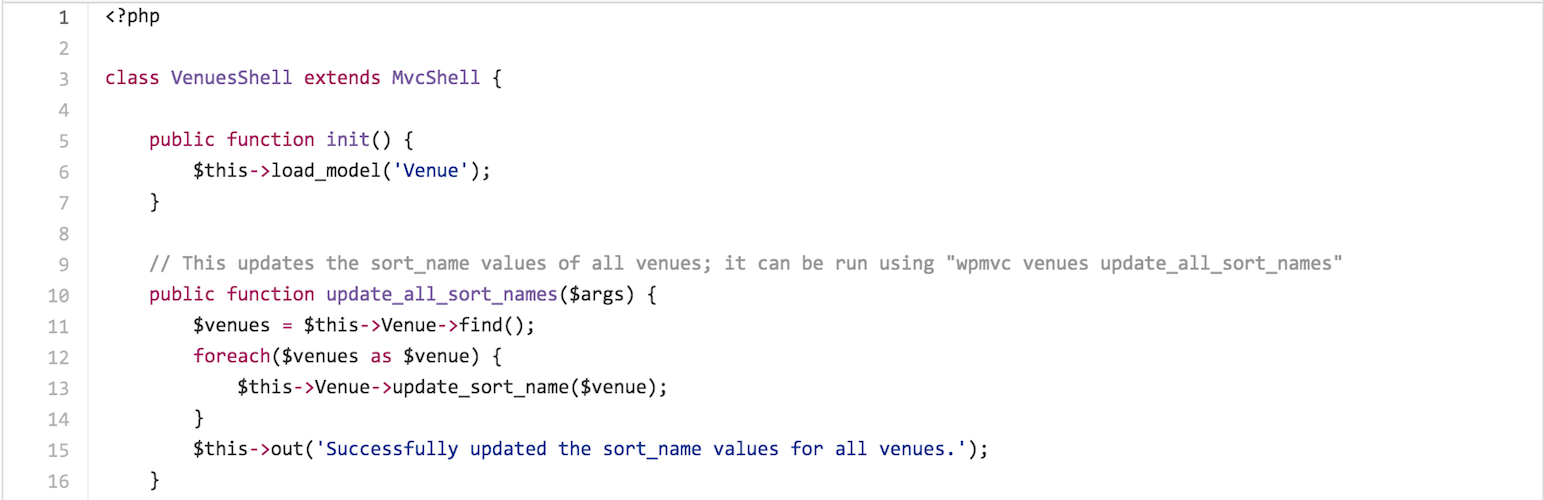 1 <?php
2
3 class VenuesShell extends MvcShell {
4
5     public function init() {
6         $this->load_model('Venue');
7     }
8
9     // This updates the sort_name values of all venues; it can be run using "wpmvc venues update_all_sort_names"
10     public function update_all_sort_names($args) {
11         $venues = $this->Venue->find();
12         foreach($venues as $venue) {
13             $this->Venue->update_sort_name($venue);
14         }
15         $this->out('Successfully updated the sort_name values for all venues.');
16     }